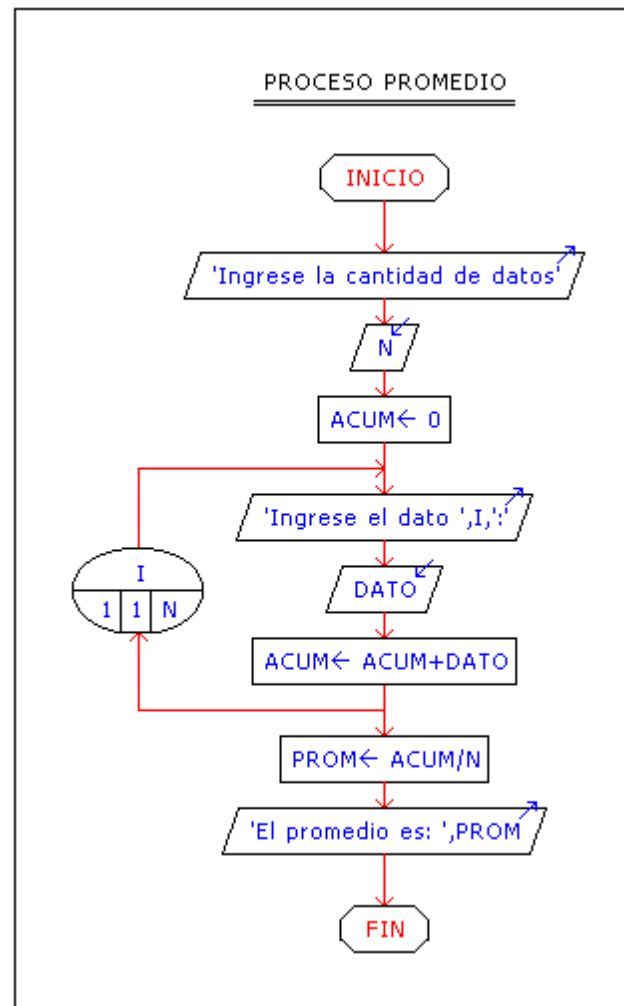 PROCESO PROMEDIO
INICIO
'Ingrese la cantidad de datos'
N
ACUM← 0
'Ingrese el dato ',I,':'
I
1 1 N
DATO
ACUM← ACUM+DATO
PROM← ACUM/N
'El promedio es: ',PROM
FIN